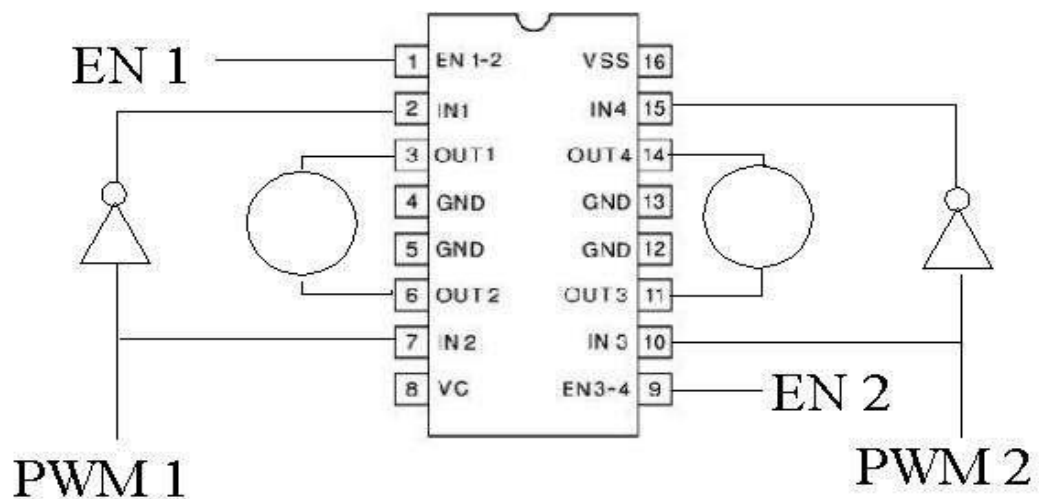 EN 1
1 EN 1-2
VSS 16
2 IN1
IN4 15
3 OUT1
OUT4 14
4 GND
GND 13
5 GND
GND 12
6 OUT2
OUT3 11
7 IN 2
IN 3 10
8 VC
EN3-4 9
EN 2
PWM 1
PWM 2